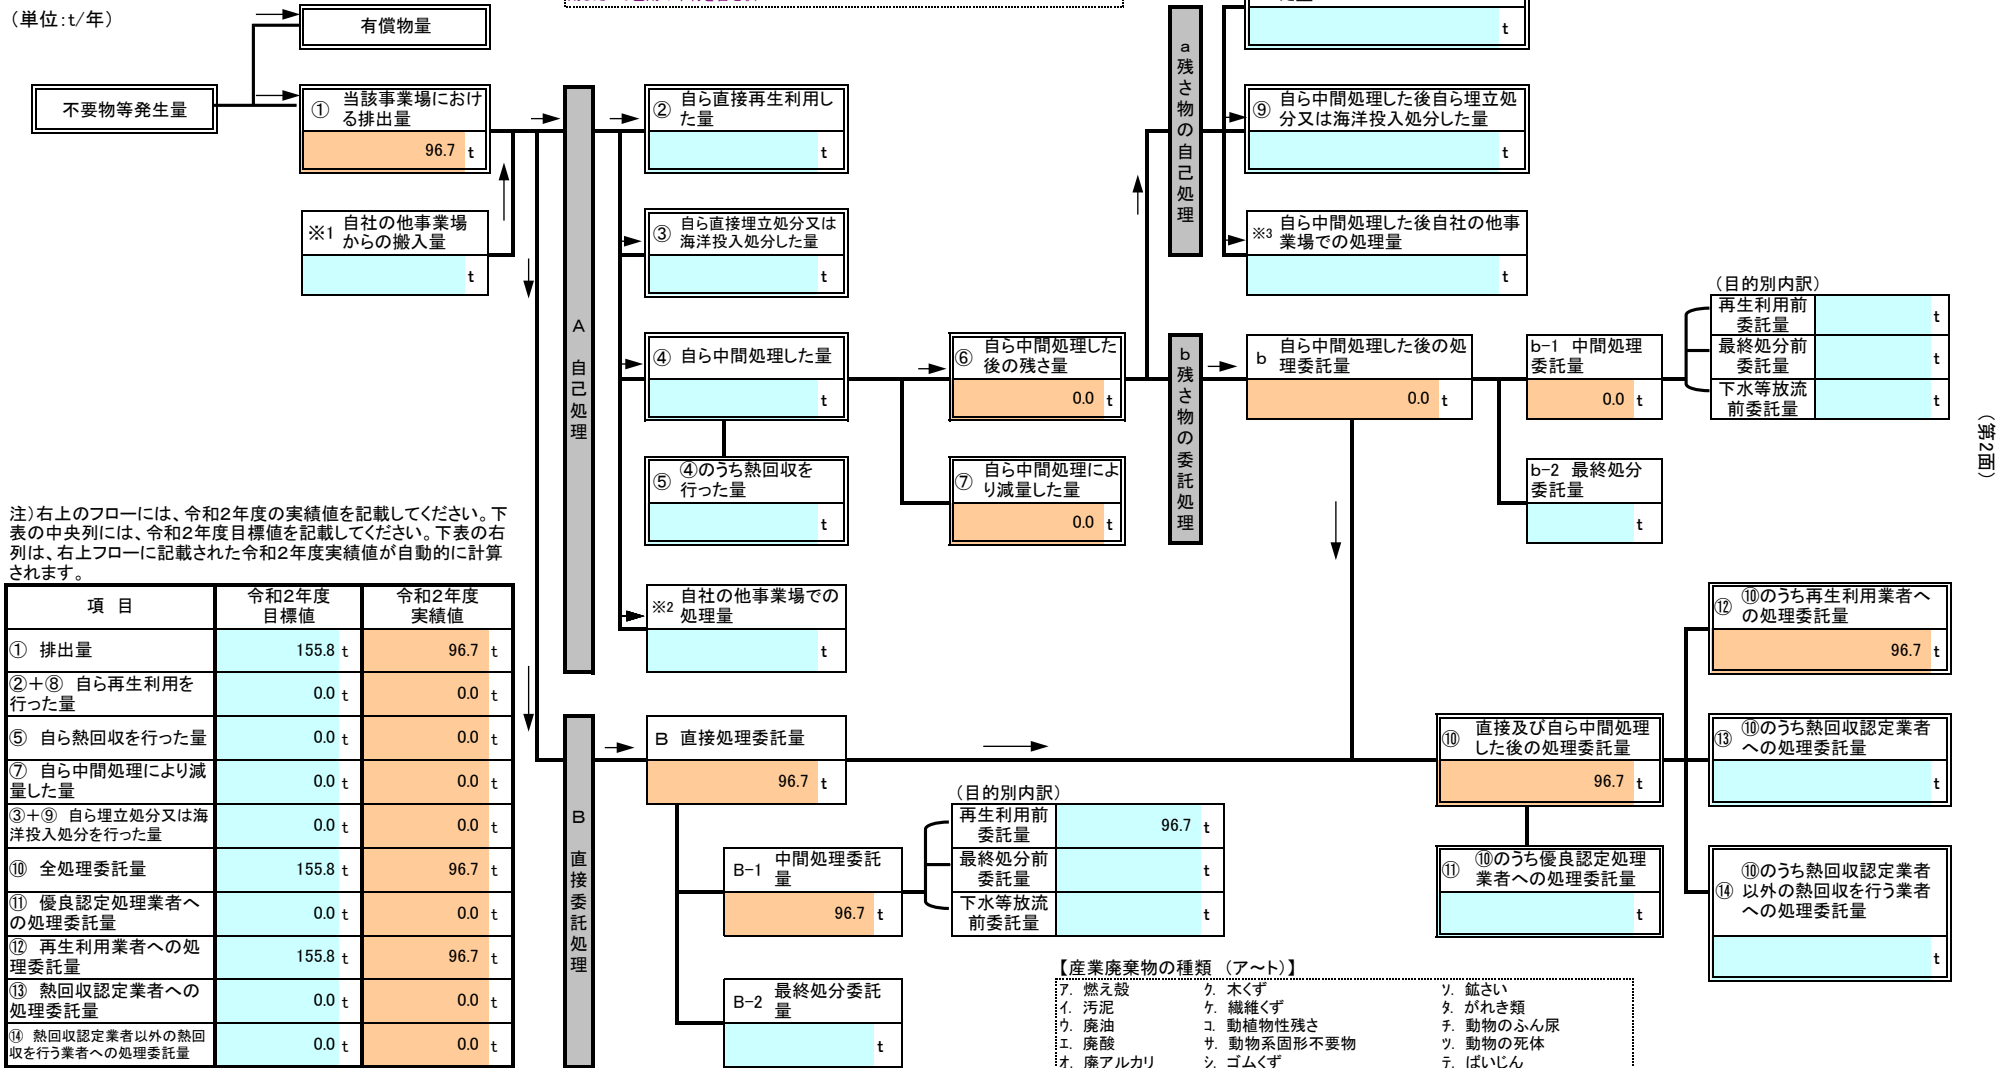 （単位：t/年）
有償物量
不要物等発生量
① 当該事業場におけ
る排出量
96.7 t
※1 自社の他事業場
からの搬入量
t
A 自己処理
② 自ら直接再生利用し
た量
t
③ 自ら直接埋立処分又は
海洋投入処分した量
t
④ 自ら中間処理した量
t
⑤ ④のうち熱回収を
行った量
t
※2 自社の他事業場での
処理量
t
⑥ 自ら中間処理した
後の残さ量
0.0 t
⑦ 自ら中間処理によ
り減量した量
0.0 t
a 残さ物の自己処理
t
⑨ 自ら中間処理した後自ら埋立処
分又は海洋投入処分した量
t
※3 自ら中間処理した後自社の他事
業場での処理量
t
b 残さ物の委託処理
b 自ら中間処理した後の処
理委託量
0.0 t
b-1 中間処理
委託量
0.0 t
b-2 最終処分
委託量
t
（目的別内訳）
再生利用前
委託量
t
最終処分前
委託量
t
下水等放流
前委託量
t
（第2面）
注）右上のフローには、令和２年度の実績値を記載してください。下
表の中央列には、令和２年度目標値を記載してください。下表の右
列は、右上フローに記載された令和２年度実績値が自動的に計算
されます。
項 目
令和２年度
目標値
令和２年度
実績値
① 排出量 155.8 t 96.7 t
②＋⑧ 自ら再生利用を
行った量 0.0 t 0.0 t
⑤ 自ら熱回収を行った量 0.0 t 0.0 t
⑦ 自ら中間処理により減
量した量 0.0 t 0.0 t
③＋⑨ 自ら埋立処分又は海
洋投入処分を行った量 0.0 t 0.0 t
⑩ 全処理委託量 155.8 t 96.7 t
⑪ 優良認定処理業者へ
の処理委託量 0.0 t 0.0 t
⑫ 再生利用業者への処
理委託量 155.8 t 96.7 t
⑬ 熱回収認定業者への
処理委託量 0.0 t 0.0 t
⑭ 熱回収認定業者以外の熱回
収を行う業者への処理委託量 0.0 t 0.0 t
B 直接委託処理
B 直接処理委託量
96.7 t
B-1 中間処理委託
量
96.7 t
B-2 最終処分委託
量
t
（目的別内訳）
再生利用前
委託量
96.7 t
最終処分前
委託量
t
下水等放流
前委託量
t
⑩ 直接及び自ら中間処理
した後の処理委託量
96.7 t
⑪ ⑩のうち優良認定処理
業者への処理委託量
t
⑫ ⑩のうち再生利用業者へ
の処理委託量
96.7 t
⑬ ⑩のうち熱回収認定業者
への処理委託量
t
⑭ ⑩のうち熱回収認定業者
以外の熱回収を行う業者
への処理委託量
t
【産業廃棄物の種類 （ア～ト）】
ア. 燃え殻 ク. 木くず ソ. 鉱さい
イ. 汚泥 ケ. 繊維くず タ. がれき類
ウ. 廃油 コ. 動植物性残さ チ. 動物のふん尿
エ. 廃酸 サ. 動物系固形不要物 ツ. 動物の死体
オ. 廃アルカリ シ. ゴムくず テ. ばいじん